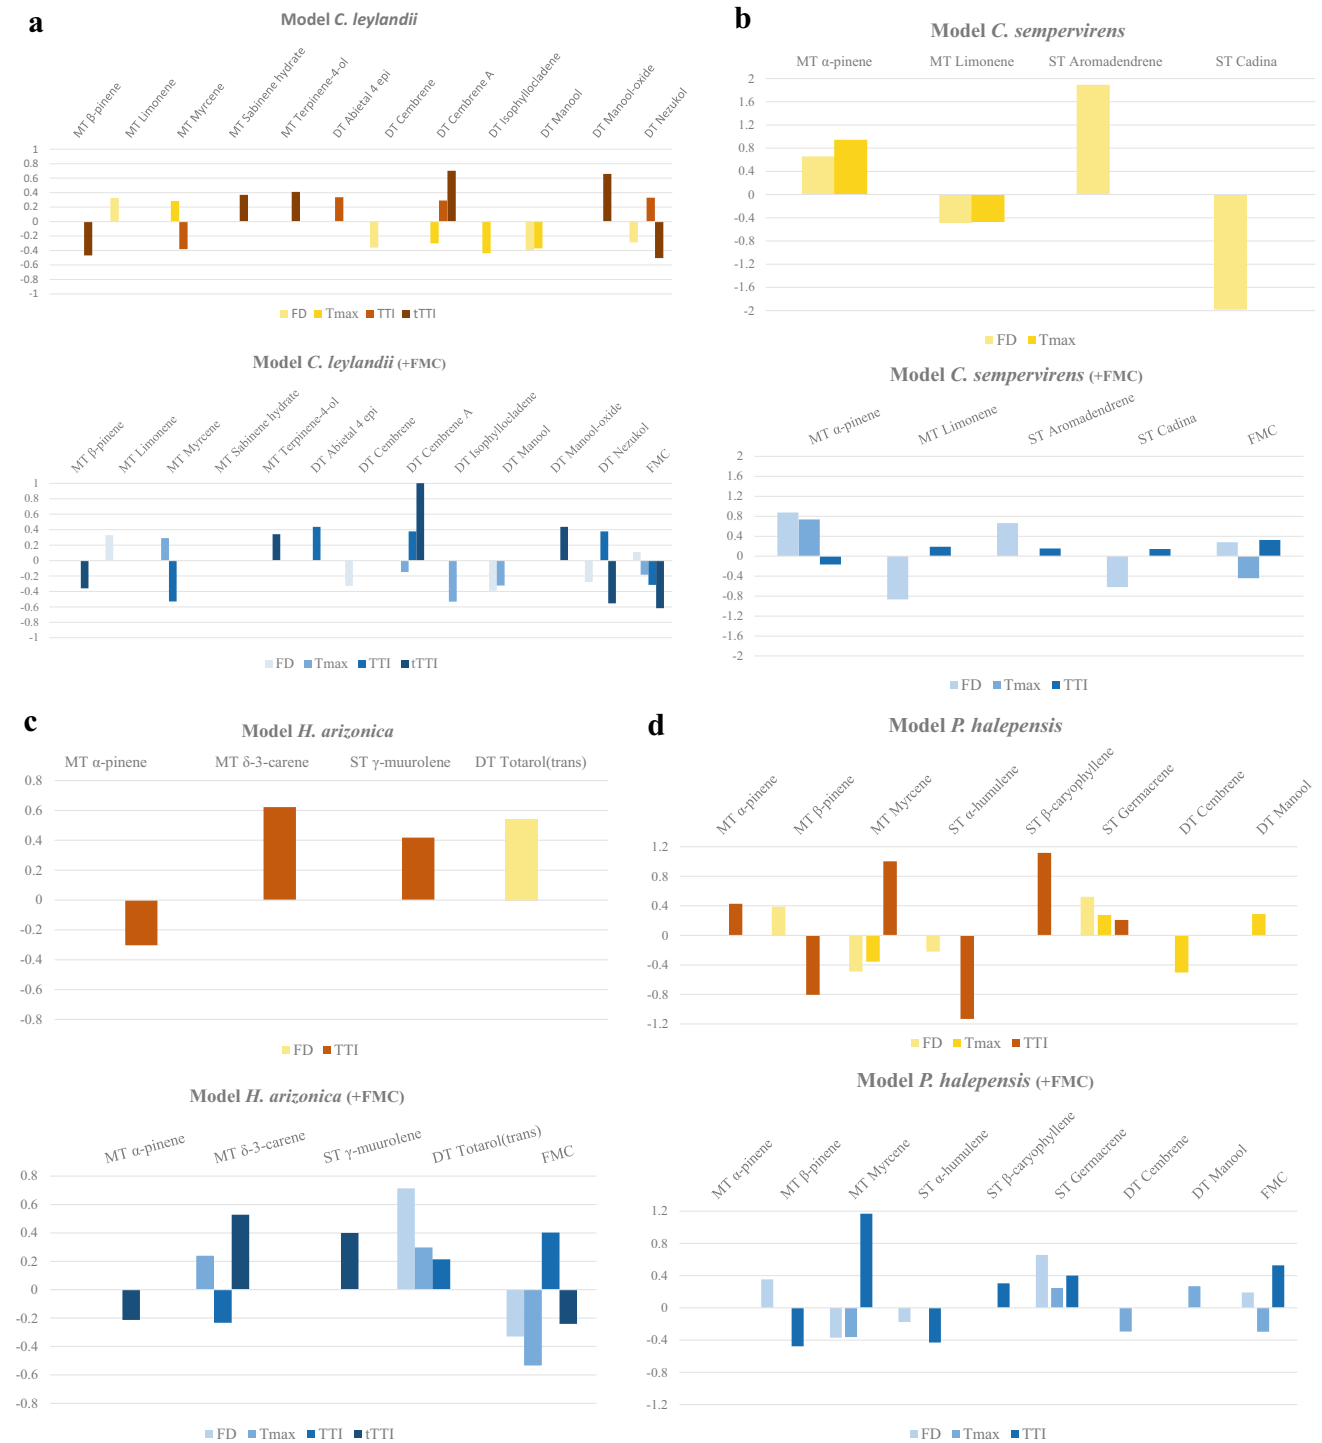 a
Model C. leylandii
MT β-pinene
MT Limonene
MT Myrcene
MT Sabinene hydrate
MT Terpinene-4-ol
DT Abietal 4 epi
DT Cembrene
DT Cembrene A
DT Isophyllocladene
DT Manool
DT Manool-oxide
DT Nezukol
1
0.8
0.6
0.4
0.2
0
-0.2
-0.4
-0.6
-0.8
-1
FD Tmax TTI tTTI
Model C. leylandii (+FMC)
MT β-pinene
MT Limonene
MT Myrcene
MT Sabinene hydrate
MT Terpinene-4-ol
DT Abietal 4 epi
DT Cembrene
DT Cembrene A
DT Isophyllocladene
DT Manool
DT Manool-oxide
DT Nezukol
FMC
1
0.8
0.6
0.4
0.2
0
-0.2
-0.4
-0.6
-0.8
-1
FD Tmax TTI tTTI
b
Model C. sempervirens
MT α-pinene MT Limonene ST Aromadendrene ST Cadina
2
1.6
1.2
0.8
0.4
0
-0.4
-0.8
-1.2
-1.6
-2
FD Tmax
Model C. sempervirens (+FMC)
MT α-pinene
MT Limonene
ST Aromadendrene
ST Cadina
FMC
2
1.6
1.2
0.8
0.4
0
-0.4
-0.8
-1.2
-1.6
-2
FD Tmax TTI
c
Model H. arizonica
MT α-pinene MT δ-3-carene ST γ-muurolene DT Totarol(trans)
0.8
0.6
0.4
0.2
0
-0.2
-0.4
-0.6
-0.8
FD TTI
Model H. arizonica (+FMC)
MT α-pinene
MT δ-3-carene
ST γ-muurolene
DT Totarol(trans)
FMC
0.8
0.6
0.4
0.2
0
-0.2
-0.4
-0.6
-0.8
FD Tmax TTI tTTI
d
Model P. halepensis
MT α-pinene
MT β-pinene
MT Myrcene
ST α-humulene
ST β-caryophyllene
ST Germacrene
DT Cembrene
DT Manool
1.2
0.8
0.4
0
-0.4
-0.8
-1.2
FD Tmax TTI
Model P. halepensis (+FMC)
MT α-pinene
MT β-pinene
MT Myrcene
ST α-humulene
ST β-caryophyllene
ST Germacrene
DT Cembrene
DT Manool
FMC
1.2
0.8
0.4
0
-0.4
-0.8
-1.2
FD Tmax TTI